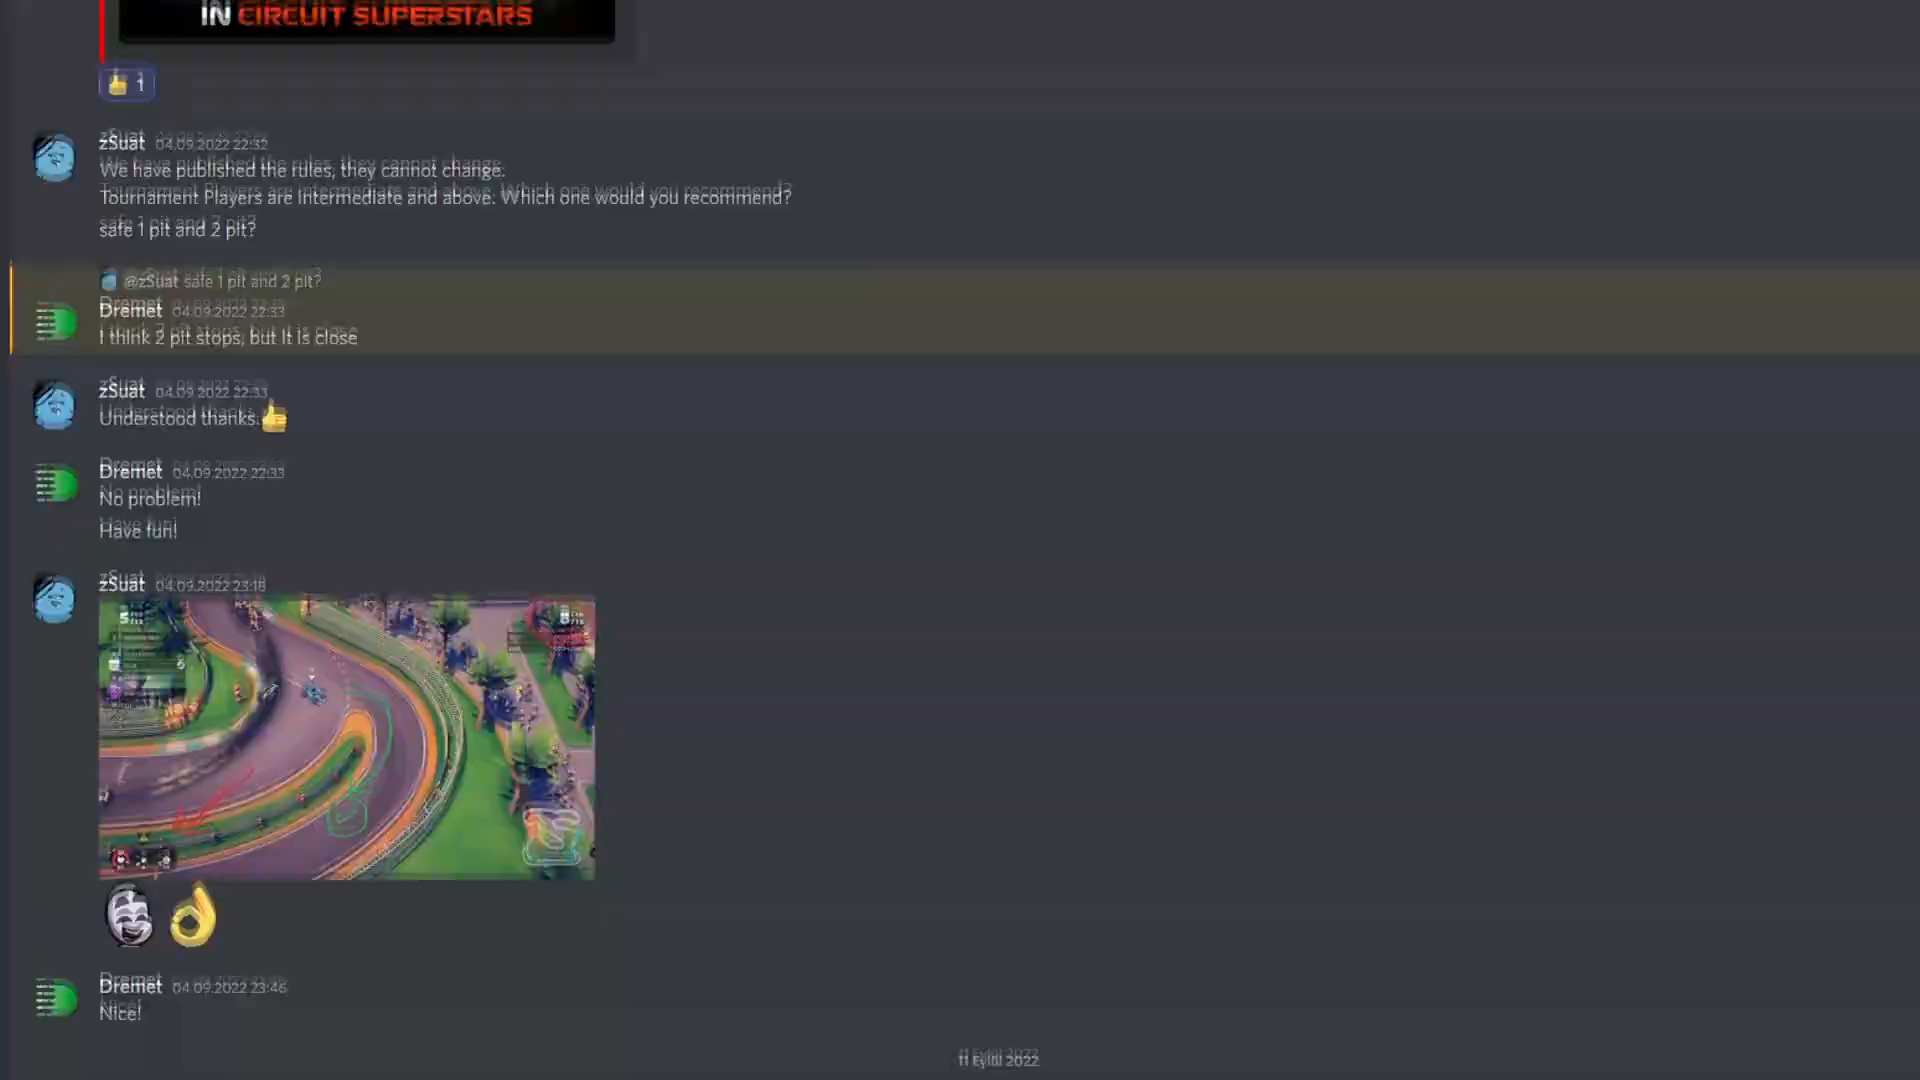 IN CIRCUIT SUPERSTARS
1
zSuat 04.09.2022 22:32
We have published the rules, they cannot change.
Tournament Players are Intermediate and above. Which one would you recommend?
safe 1 pit and 2 pit?
@zSuat safe 1 pit and 2 pit?
Dremet 04.09.2022 22:33
I think 2 pit stops, but it is close
zSuat 04.09.2022 22:33
Understood thanks.
Dremet 04.09.2022 22:33
No problem!
Have fun!
zSuat 04.09.2022 23:18
Dremet 04.09.2022 23:46
Nice!
11 Eylül 2022